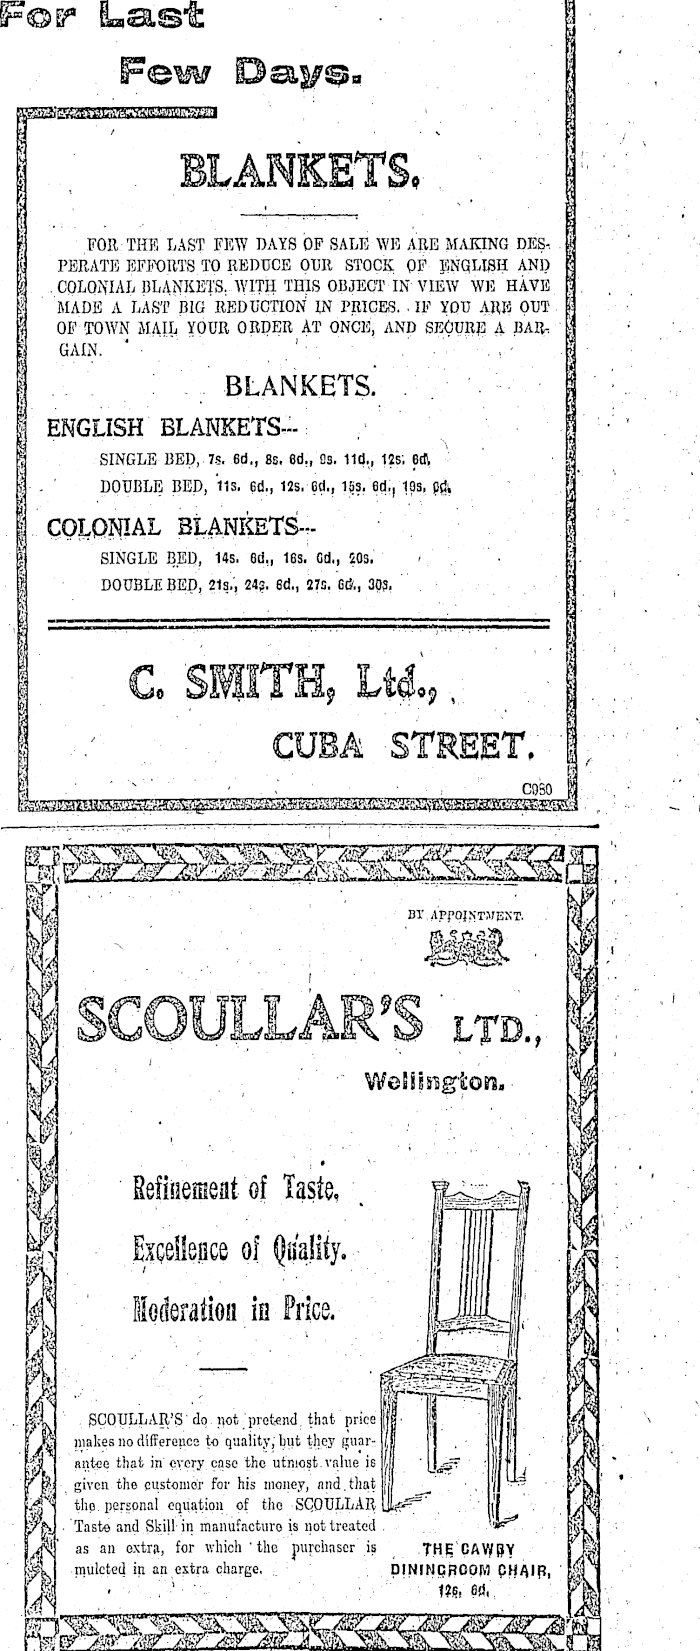 For Last
Few Days.
BLANKETS.
FOR THE LAST FEW DAYS OF SALE WE ARE MAKING DES-
PERATE EFFORTS TO REDUCE OUR STOCK OF ENGLISH AND
COLONIAL BLANKETS. WITH THIS OBJECT IN VIEW WE HAVE
MADE A LAST BIG REDUCTION IN PRICES. IF YOU ARE OUT
OF TOWN MAIL YOUR ORDER AT ONCE, AND SECURE A BAR-
GAIN.
BLANKETS.
ENGLISH BLANKETS---
SINGLE BED, 7s. 6d., 8s. 6d., 9s. 11d., 12s. 6d.
DOUBLE BED, 11s. 6d., 12s. 6d., 15s. 6d., 19s.
COLONIAL BLANKETS---
SINGLE BED, 14s. 6d., 16s. 6d., 20s.
DOUBLE BED, 21s., 24s. 6d., 27s. 6d., 30s.
C. SMITH, Ltd.,
CUBA STREET.
C980
BY APPOINTMENT.
SCOULLAR'S LTD.,
Wellington.
Refinement of Taste.
Excellence of Quality.
Moderation in Price.
SCOULLAR'S do not pretend that price
makes no difference to quality, but they guar-
antee that in every case the utmost value is
given the customer for his money, and that
the personal equation of the SCOULLAR
Taste and Skill in manufacture is not treated
as an extra, for which the purchaser is
mulcted in an extra charge.
THE CAWBY
DININGROOM CHAIR,
12s. 6d.